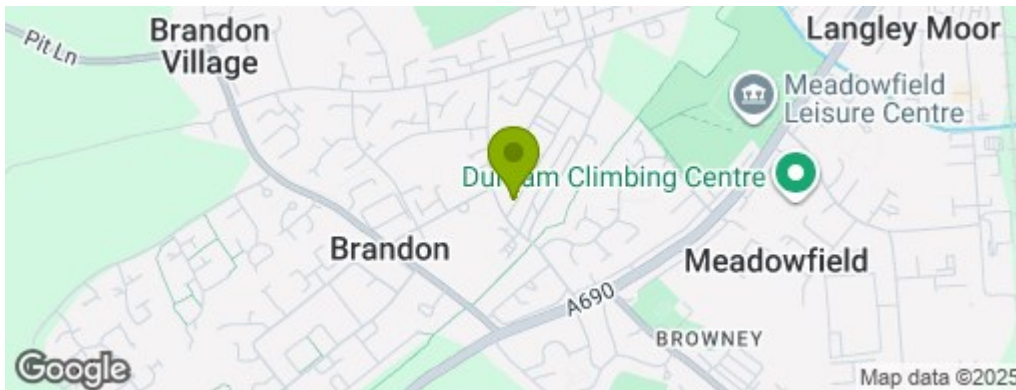 Brandon
Village
Pit Ln
Langley Moor
Meadowfield
Leisure Centre
Durham Climbing Centre
Brandon
Meadowfield
A690
BROWNEY
Google
Map data ©2025